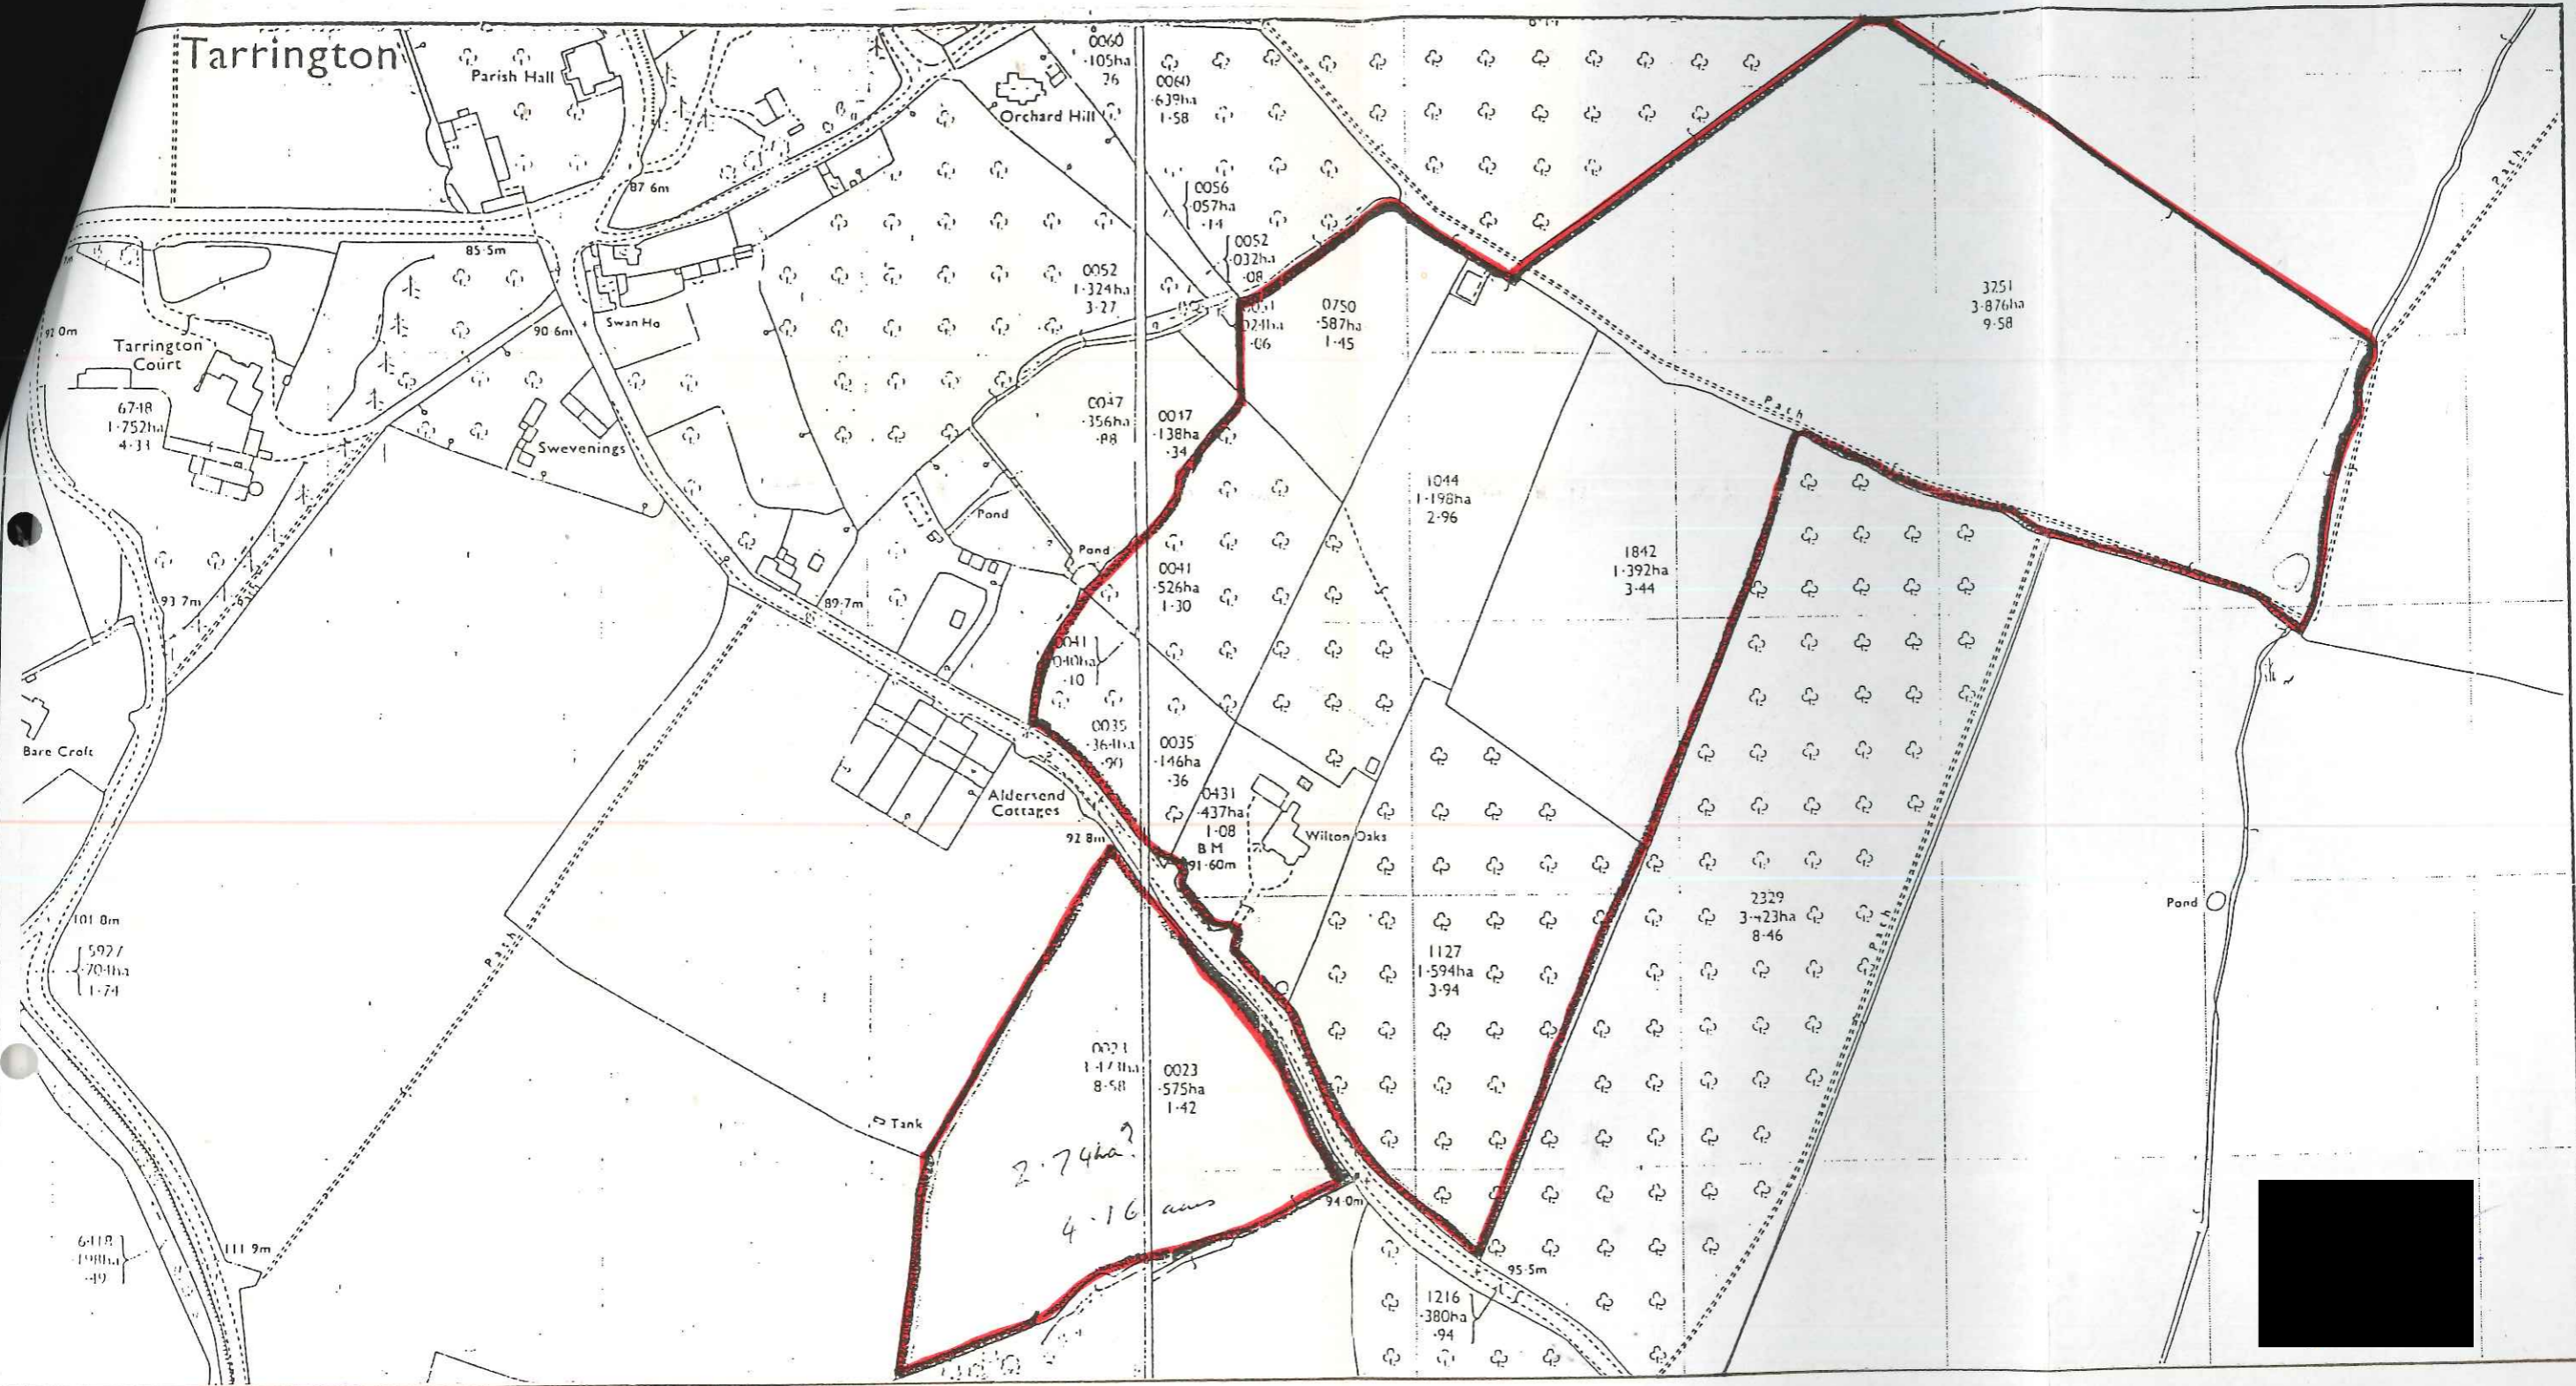 Tarrington
Parish Hall
Orchard Hill
0060
·105ha
·26
0060
·639ha
1·58
87·6m
85·5m
0056
·057ha
·14
0052
·032ha
·08
0052
1·324ha
3·27
·024ha
·06
0750
·587ha
1·45
3251
3·876ha
9·58
Path
92·0m
90·6m
Swan Ho
Tarrington
Court
1·752ha
4·33
Swevenings
0047
·356ha
·88
0017
·138ha
·34
Path
1044
1·198ha
2·96
Pond
Pond
1842
1·392ha
3·44
0041
·526ha
1·30
93·7m
89·7m
0041
·040ha
·10
Bare Croft
0035
·364ha
·90
0035
·146ha
·36
Aldersend
Cottages
92·8m
0431
·437ha
1·08
B M
91·60m
Wilton Oaks
2329
3·423ha
8·46
Path
Pond
101·8m
5927
·704ha
1·74
Path
1127
1·594ha
3·94
8·58
0023
·575ha
1·42
Tank
2·74ha?
4·16 acres
94·0m
6418
·198ha
·49
111·9m
95·5m
1216
·380ha
·94